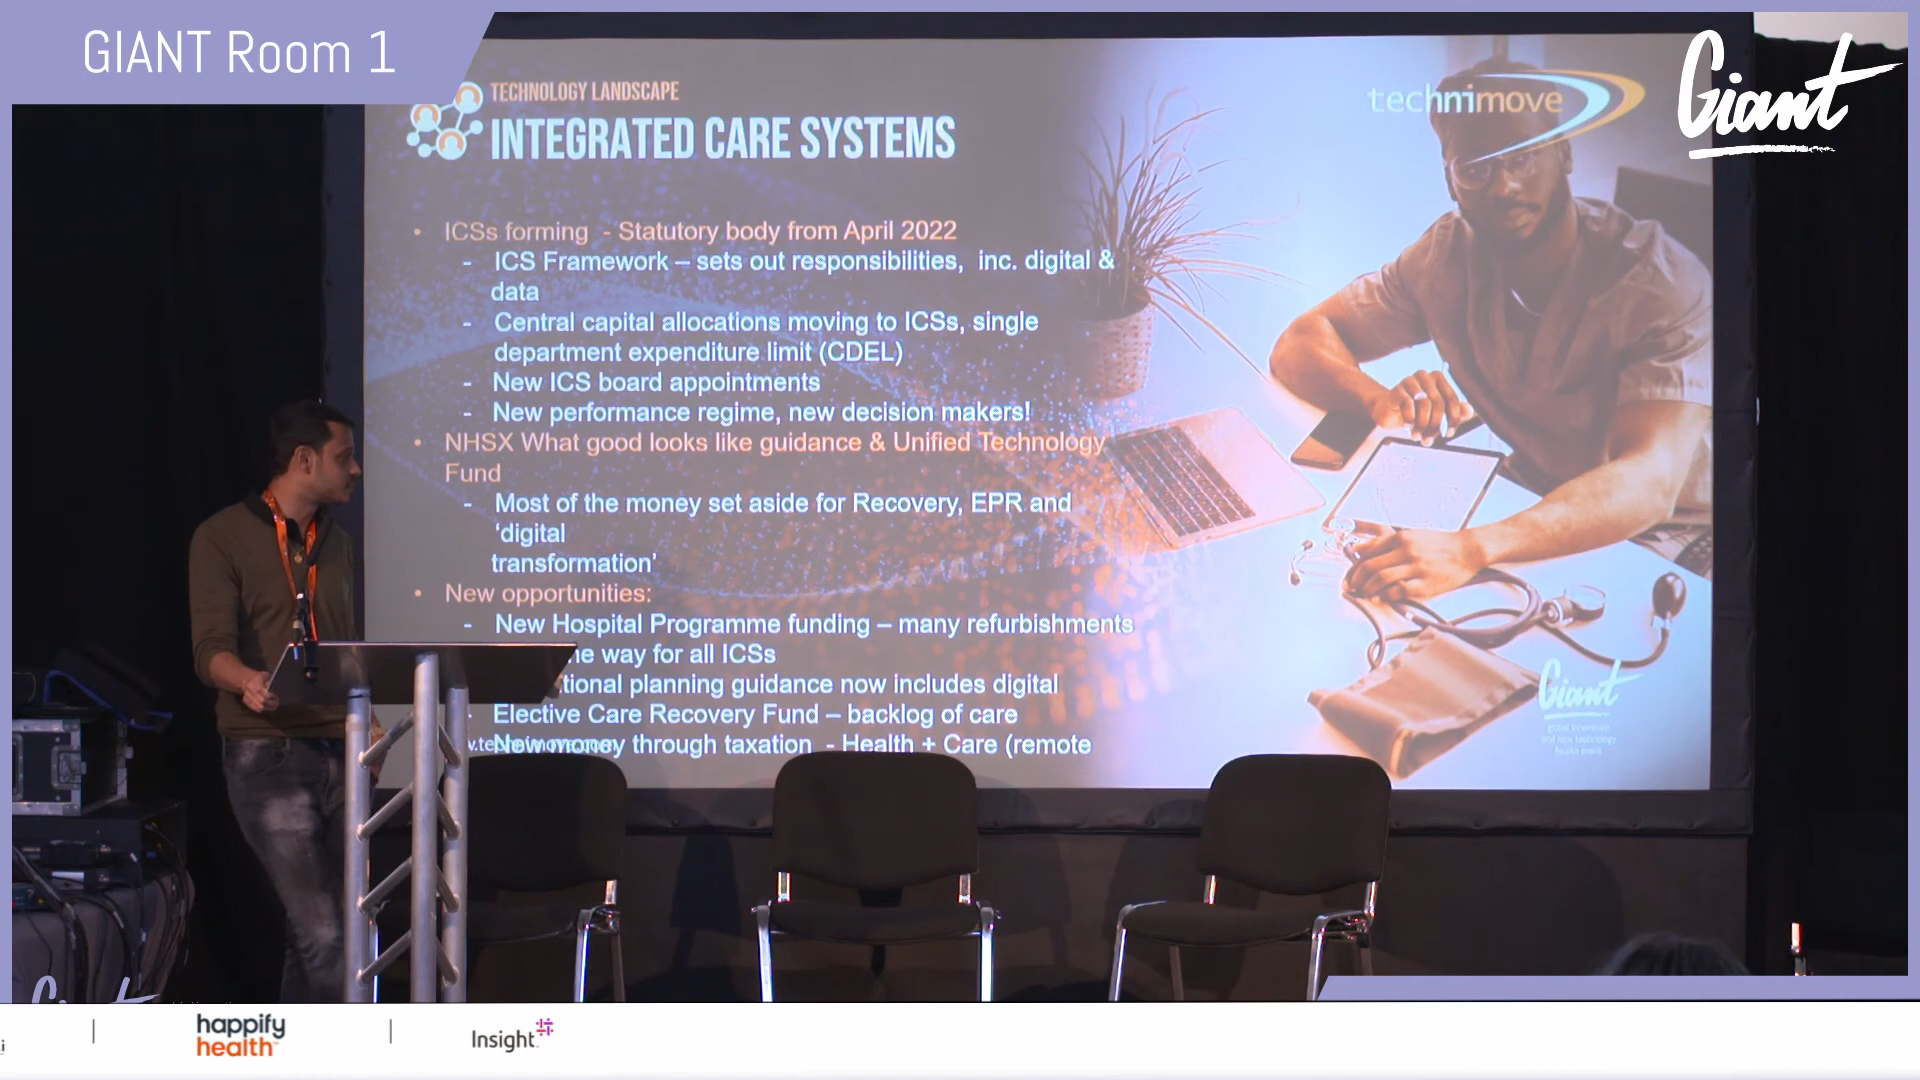 GIANT Room 1
Giant
technimove
TECHNOLOGY LANDSCAPE
INTEGRATED CARE SYSTEMS
• ICSs forming - Statutory body from April 2022
- ICS Framework – sets out responsibilities, inc. digital &
data
- Central capital allocations moving to ICSs, single
department expenditure limit (CDEL)
- New ICS board appointments
- New performance regime, new decision makers!
• NHSX What good looks like guidance & Unified Technology
Fund
- Most of the money set aside for Recovery, EPR and
‘digital
transformation’
• New opportunities:
- New Hospital Programme funding – many refurbishments
way for all ICSs
planning guidance now includes digital
- Elective Care Recovery Fund – backlog of care
New money through taxation - Health + Care (remote
Giant
health event
happify
health
Insight